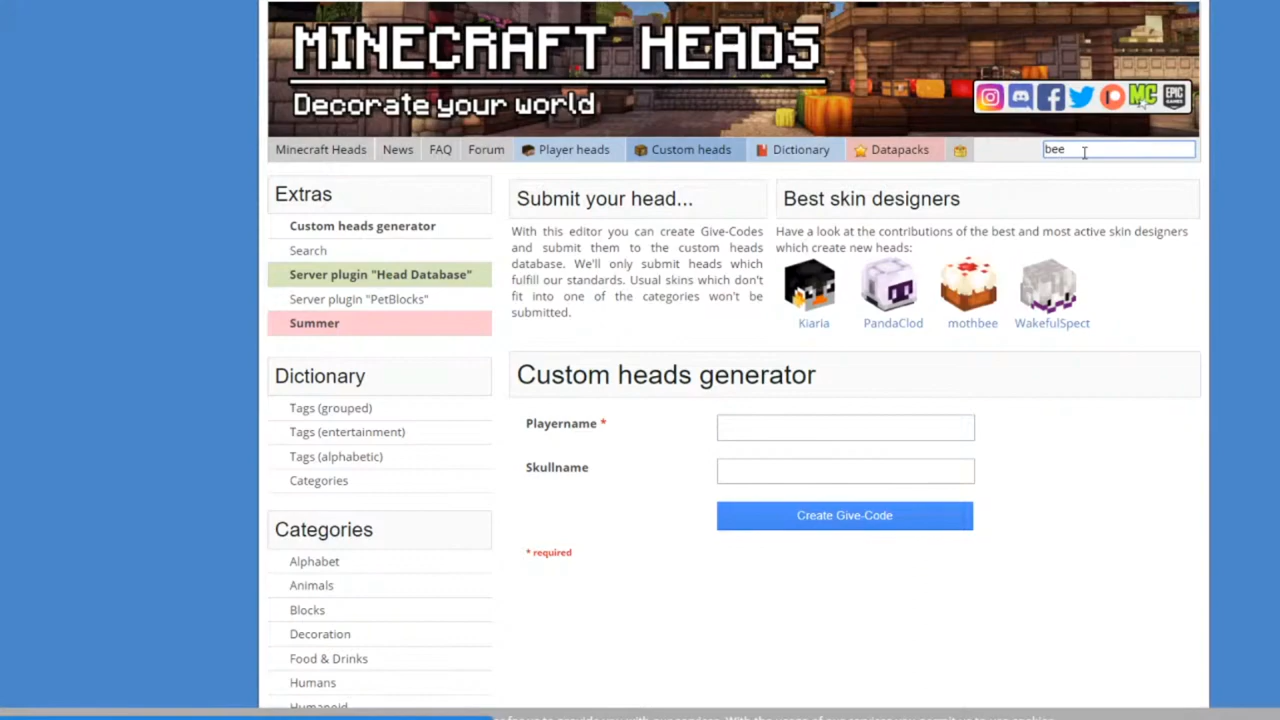 MINECRAFT HEADS
Decorate your world
MC
EPIC
GAMES
Minecraft Heads News FAQ Forum Player heads Custom heads Dictionary Datapacks bee
Extras
Custom heads generator
Search
Server plugin "Head Database"
Server plugin "PetBlocks"
Summer
Dictionary
Tags (grouped)
Tags (entertainment)
Tags (alphabetic)
Categories
Categories
Alphabet
Animals
Blocks
Decoration
Food & Drinks
Humans
Humanoid
Submit your head...
With this editor you can create Give-Codes
and submit them to the custom heads
database. We'll only submit heads which
fulfill our standards. Usual skins which don't
fit into one of the categories won't be
submitted.
Best skin designers
Have a look at the contributions of the best and most active skin designers
which create new heads:
Kiaria PandaClod mothbee WakefulSpect
Custom heads generator
Playername *
Skullname
Create Give-Code
* required